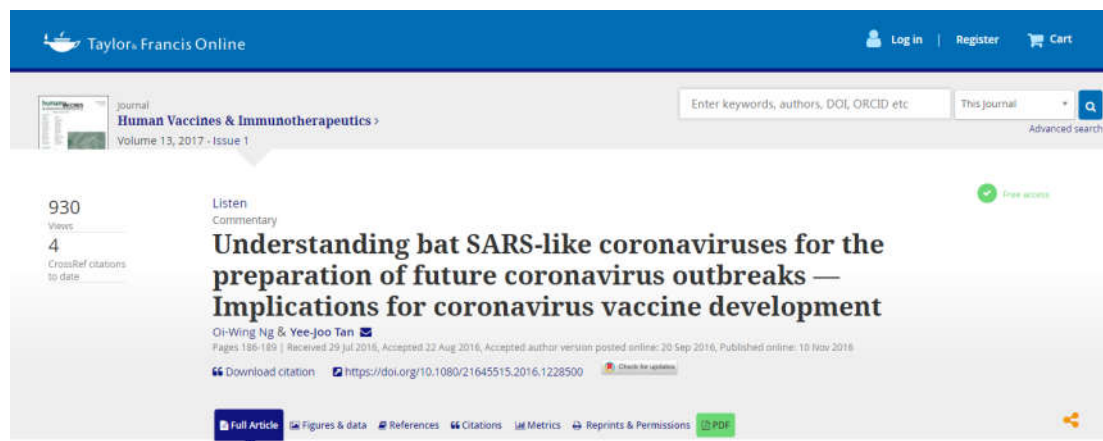 Taylor & Francis Online
Log in | Register Cart
Journal
Human Vaccines & Immunotherapeutics >
Volume 13, 2017 - Issue 1
Enter keywords, authors, DOI, ORCID etc
This Journal
Advanced search
930
Views
4
CrossRef citations
to date
Listen
Commentary
Free access
Understanding bat SARS-like coronaviruses for the
preparation of future coronavirus outbreaks —
Implications for coronavirus vaccine development
Oi-Wing Ng & Yee-Joo Tan
Pages 186-189 | Received 29 Jul 2016, Accepted 22 Aug 2016, Accepted author version posted online: 20 Sep 2016, Published online: 10 Nov 2016
Download citation https://doi.org/10.1080/21645515.2016.1228500 Check for updates
Full Article Figures & data References Citations Metrics Reprints & Permissions PDF